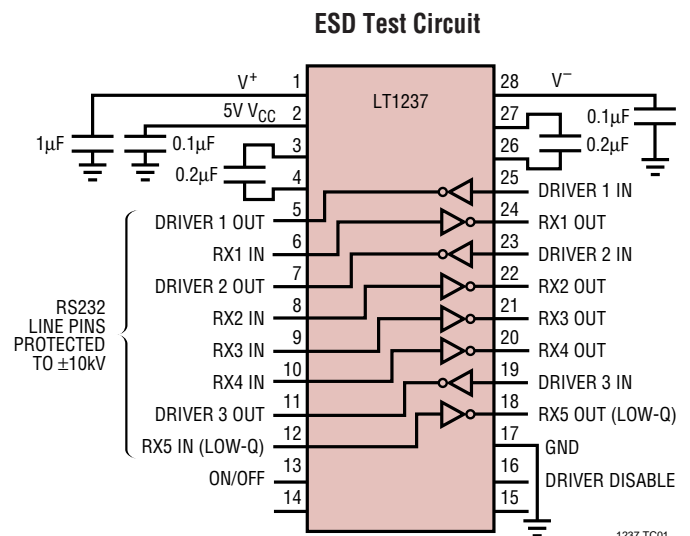 ESD Test Circuit
LT1237
V+ 1
5V VCC 2
3
4
5
6
7
8
9
10
11
12
13
14
1µF
0.1µF
0.2µF
DRIVER 1 OUT
RX1 IN
DRIVER 2 OUT
RX2 IN
RX3 IN
RX4 IN
DRIVER 3 OUT
RX5 IN (LOW-Q)
ON/OFF
RS232
LINE PINS
PROTECTED
TO ±10kV
28 V−
27
26
25 DRIVER 1 IN
24 RX1 OUT
23 DRIVER 2 IN
22 RX2 OUT
21 RX3 OUT
20 RX4 OUT
19 DRIVER 3 IN
18 RX5 OUT (LOW-Q)
17 GND
16 DRIVER DISABLE
15
0.1µF
0.2µF
1237 TC01